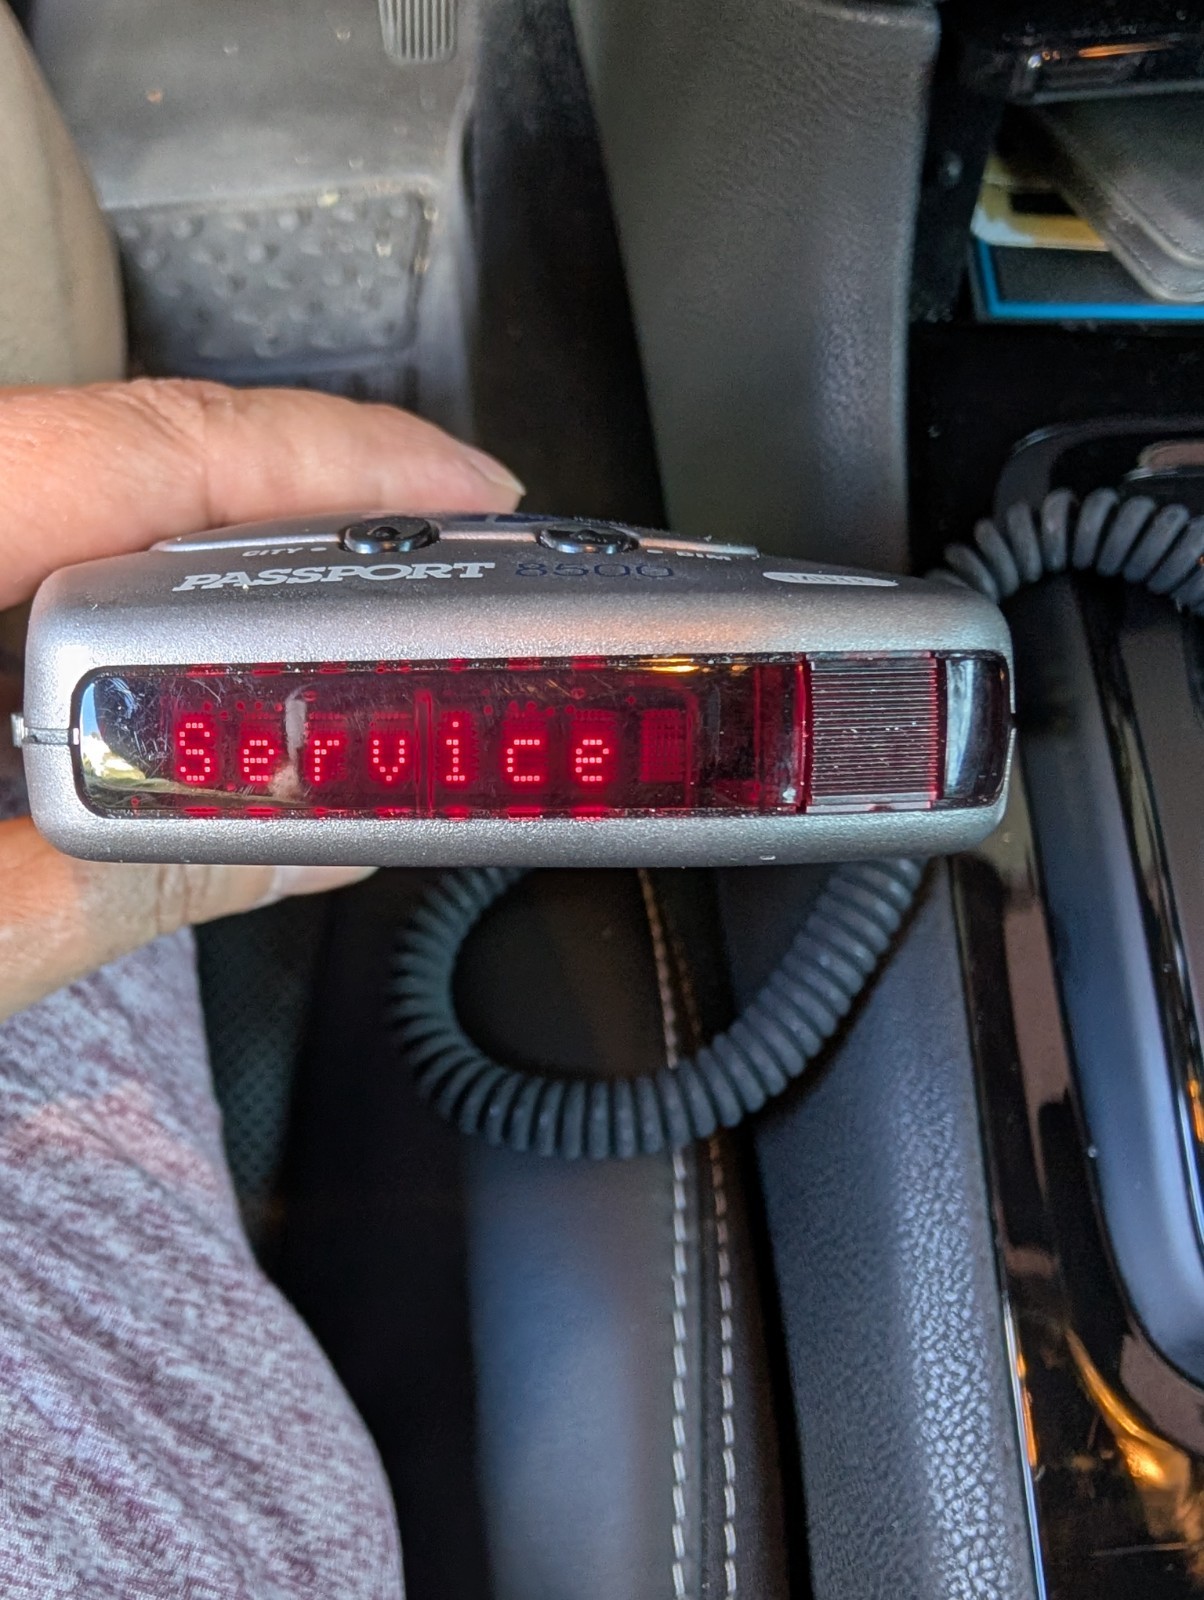 CITY DIM
PASSPORT 8500
Service